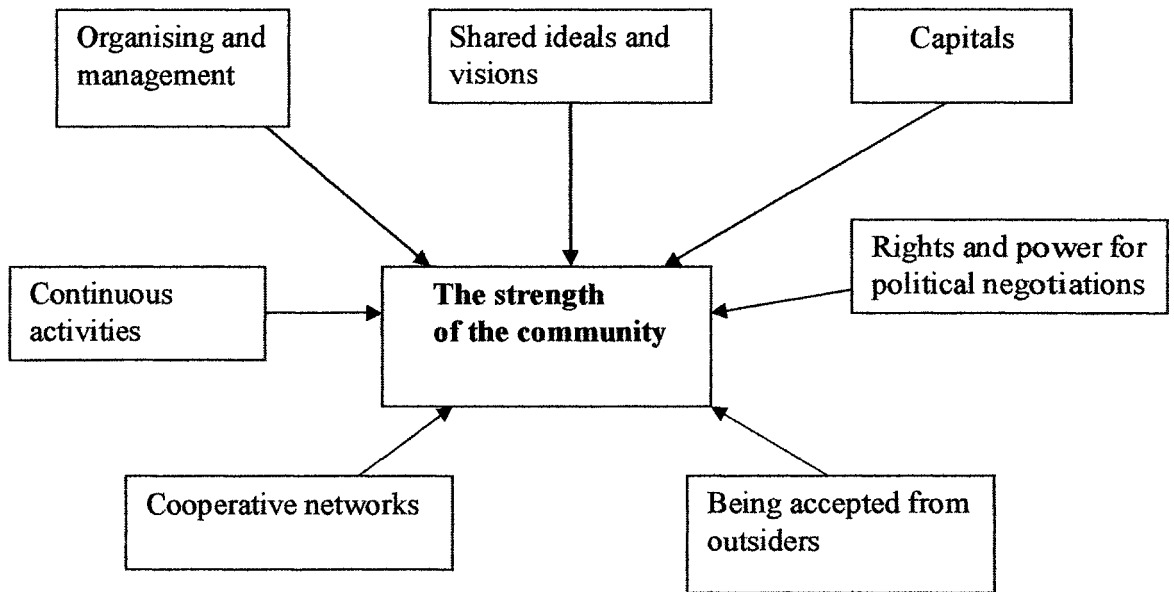 Organising and
management
Shared ideals and
visions
Capitals
Rights and power for
political negotiations
Continuous
activities
The strength
of the community
Cooperative networks
Being accepted from
outsiders